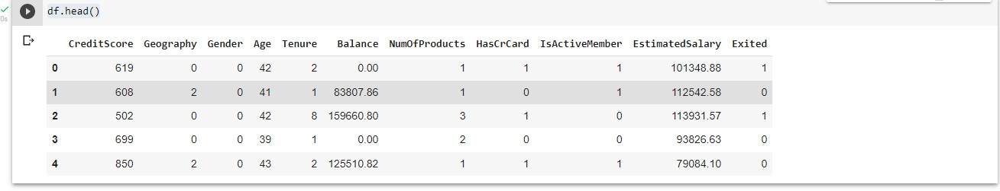 df.head()
0s
CreditScore Geography Gender Age Tenure Balance NumOfProducts HasCrCard IsActiveMember EstimatedSalary Exited
0 619 0 0 42 2 0.00 1 1 1 101348.88 1
1 608 2 0 41 1 83807.86 1 0 1 112542.58 0
2 502 0 0 42 8 159660.80 3 1 0 113931.57 1
3 699 0 0 39 1 0.00 2 0 0 93826.63 0
4 850 2 0 43 2 125510.82 1 1 1 79084.10 0